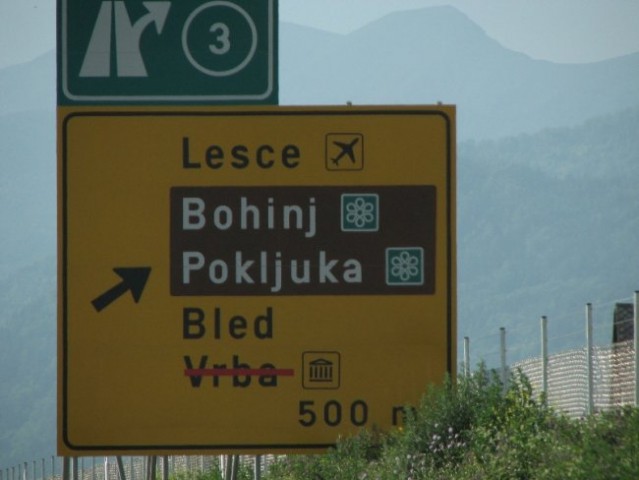 3
Lesce
Bohinj
Pokljuka
Bled
Vrba
500 m